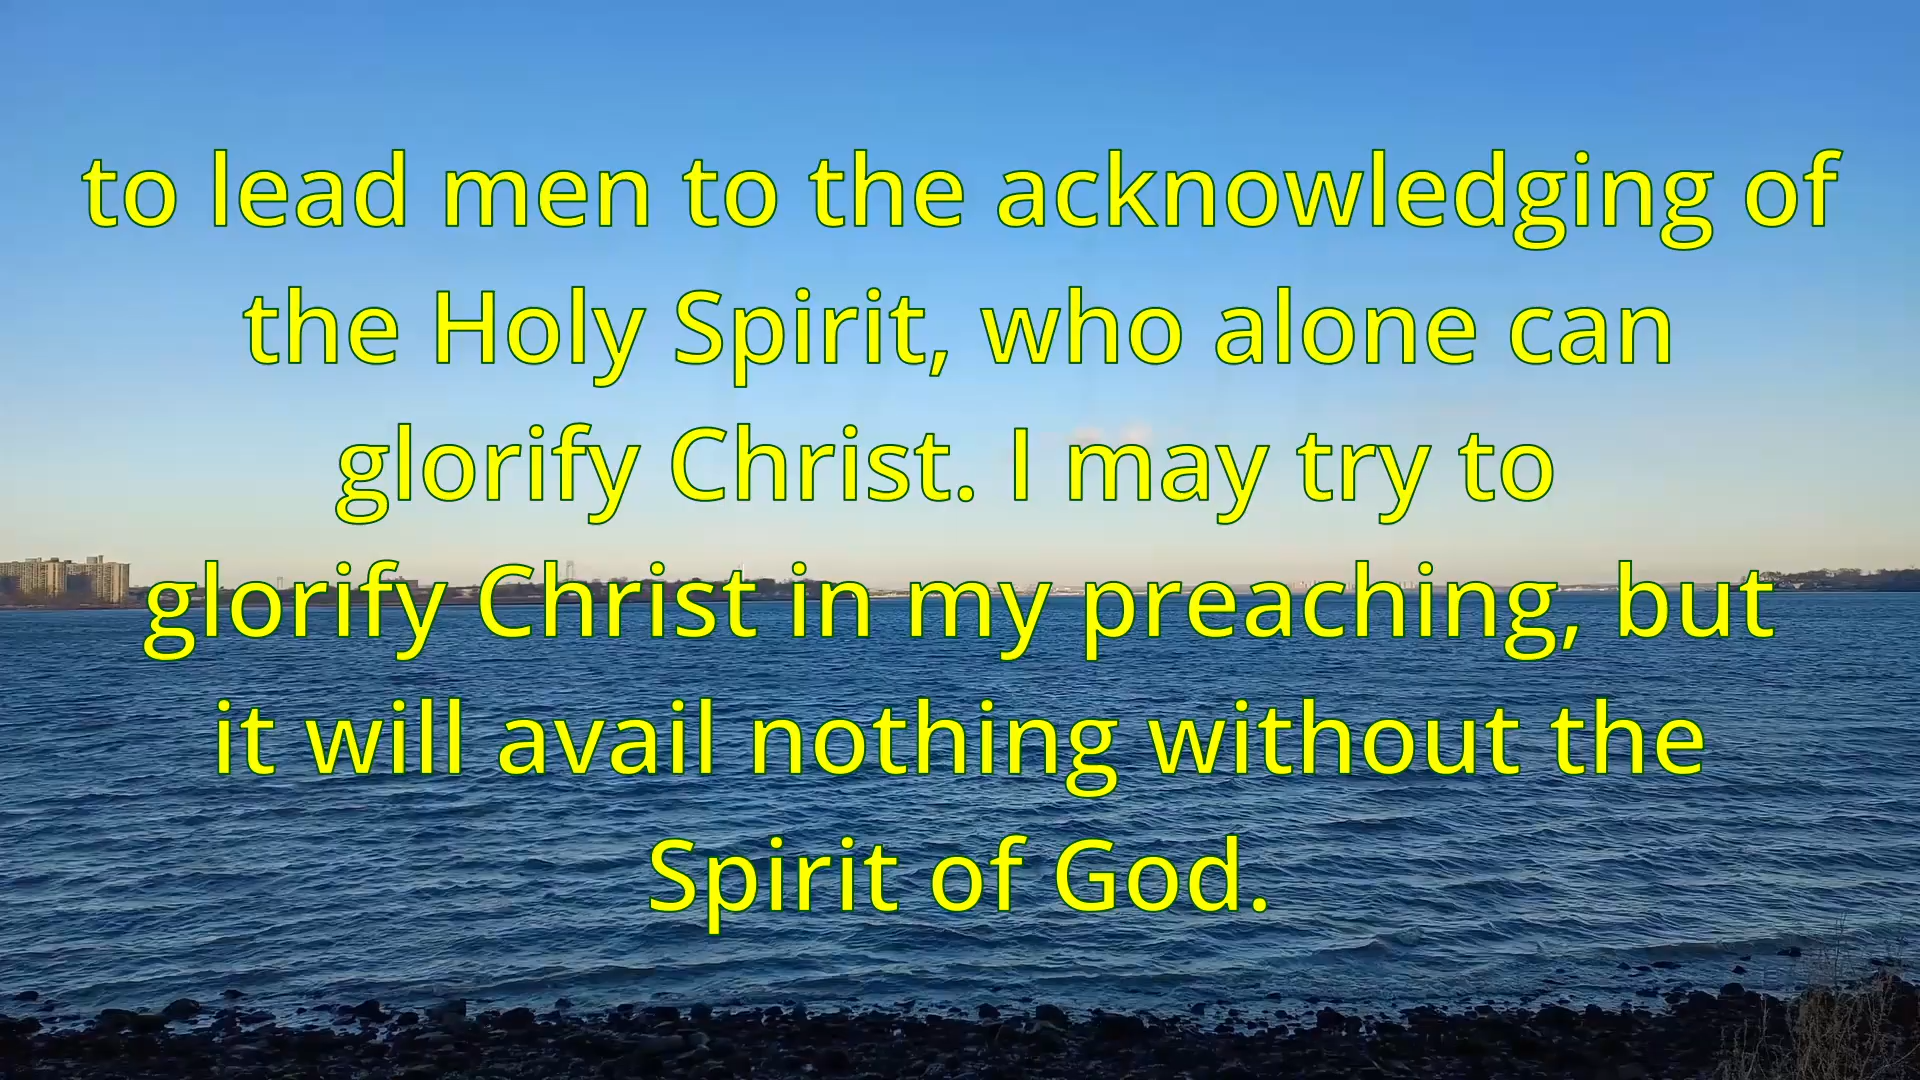 to lead men to the acknowledging of
the Holy Spirit, who alone can
glorify Christ. I may try to
glorify Christ in my preaching, but
it will avail nothing without the
Spirit of God.